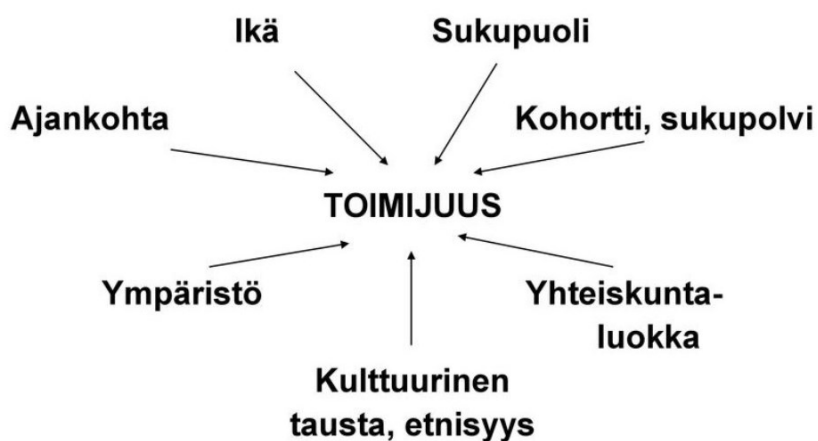 Ikä
Sukupuoli
Ajankohta
Kohortti, sukupolvi
TOIMIJUUS
Ympäristö
Yhteiskunta-
luokka
Kulttuurinen
tausta, etnisyys